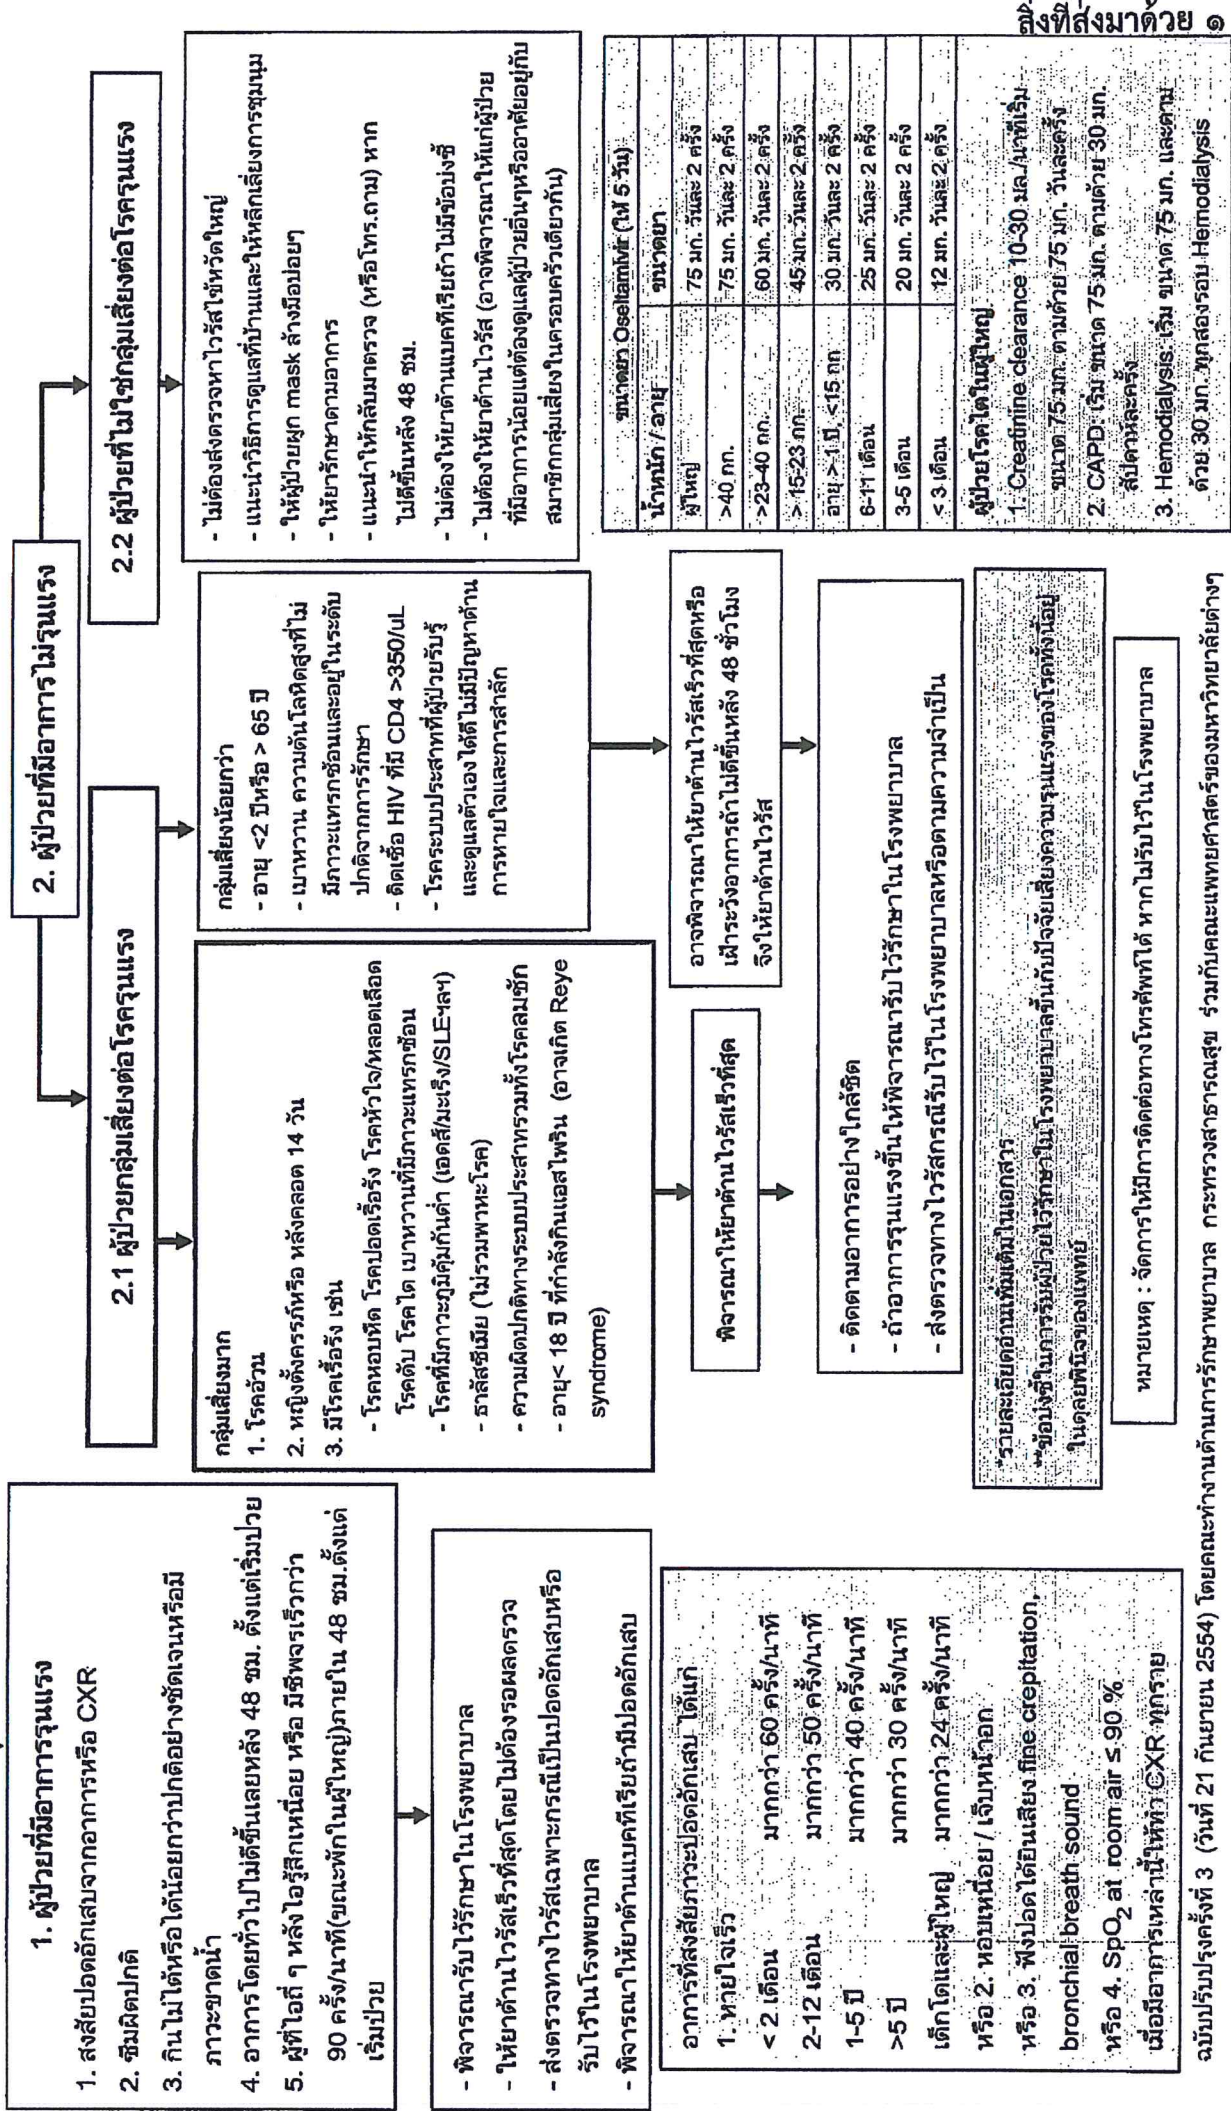 สิ่งที่ส่งมาด้วย ๑
1. ผู้ป่วยที่มีอาการรุนแรง
1. สงสัยปอดอักเสบจากอาการหรือ CXR
2. ซึมผิดปกติ
3. กินไม่ได้หรือได้น้อยกว่าปกติอย่างชัดเจนหรือมี
ภาวะขาดน้ำ
4. อาการโดยทั่วไปไม่ดีขึ้นเลยหลัง 48 ชม. ตั้งแต่เริ่มป่วย
5. ผู้ที่ไอถี่ ๆ หลังไอรู้สึกเหนื่อย หรือ มีชีพจรเร็วกว่า
90 ครั้ง/นาที(ขณะพักในผู้ใหญ่)ภายใน 48 ชม.ตั้งแต่
เริ่มป่วย
- พิจารณารับไว้รักษาในโรงพยาบาล
- ให้ยาต้านไวรัสเร็วที่สุดโดยไม่ต้องรอผลตรวจ
- ส่งตรวจทางไวรัสเฉพาะกรณีเป็นปอดอักเสบหรือ
รับไว้ในโรงพยาบาล
- พิจารณาให้ยาต้านแบคทีเรียถ้ามีปอดอักเสบ
อาการที่สงสัยภาวะปอดอักเสบ ได้แก่
1. หายใจเร็ว
< 2 เดือน มากกว่า 60 ครั้ง/นาที
2-12 เดือน มากกว่า 50 ครั้ง/นาที
1-5 ปี มากกว่า 40 ครั้ง/นาที
>5 ปี มากกว่า 30 ครั้ง/นาที
เด็กโตและผู้ใหญ่ มากกว่า 24 ครั้ง/นาที
หรือ 2. หอบเหนื่อย / เจ็บหน้าอก
หรือ 3. ฟังปอดได้ยินเสียง fine crepitation,
bronchial breath sound
หรือ 4. SpO2 at room air ≤ 90 %
เมื่อมีอาการเหล่านี้ให้ทำ CXR ทุกราย
2. ผู้ป่วยที่มีอาการไม่รุนแรง
2.1 ผู้ป่วยกลุ่มเสี่ยงต่อโรครุนแรง
กลุ่มเสี่ยงมาก
1. โรคอ้วน
2. หญิงตั้งครรภ์หรือ หลังคลอด 14 วัน
3. มีโรคเรื้อรัง เช่น
- โรคหอบหืด โรคปอดเรื้อรัง โรคหัวใจ/หลอดเลือด
โรคตับ โรคไต เบาหวานที่มีภาวะแทรกซ้อน
- โรคที่มีภาวะภูมิคุ้มกันต่ำ (เอดส์/มะเร็ง/SLEฯลฯ)
- ธาลัสซีเมีย (ไม่รวมพาหะโรค)
- ความผิดปกติทางระบบประสาทรวมทั้งโรคลมชัก
- อายุ< 18 ปี ที่กำลังกินแอสไพริน (อาจเกิด Reye
syndrome)
กลุ่มเสี่ยงน้อยกว่า
- อายุ <2 ปีหรือ > 65 ปี
- เบาหวาน ความดันโลหิตสูงที่ไม่
มีภาวะแทรกซ้อนและอยู่ในระดับ
ปกติจากการรักษา
- ติดเชื้อ HIV ที่มี CD4 >350/uL
- โรคระบบประสาทที่ผู้ป่วยรับรู้
และดูแลตัวเองได้ดีไม่มีปัญหาด้าน
การหายใจและการสำลัก
พิจารณาให้ยาต้านไวรัสเร็วที่สุด
อาจพิจารณาให้ยาต้านไวรัสเร็วที่สุดหรือ
เฝ้าระวังอาการถ้าไม่ดีขึ้นหลัง 48 ชั่วโมง
จึงให้ยาต้านไวรัส
- ติดตามอาการอย่างใกล้ชิด
- ถ้าอาการรุนแรงขึ้นให้พิจารณารับไว้รักษาในโรงพยาบาล
- ส่งตรวจทางไวรัสกรณีรับไว้ในโรงพยาบาลหรือตามความจำเป็น
*รายละเอียดอ่านเพิ่มเติมในเอกสาร
**ข้อบ่งชี้ในการรับผู้ป่วยไว้รักษาในโรงพยาบาลขึ้นกับปัจจัยเสี่ยงความรุนแรงของโรคทั้งนี้อยู่
ในดุลยพินิจของแพทย์
หมายเหตุ : จัดการให้มีการติดต่อทางโทรศัพท์ได้ หากไม่รับไว้ในโรงพยาบาล
2.2 ผู้ป่วยที่ไม่ใช่กลุ่มเสี่ยงต่อโรครุนแรง
- ไม่ต้องส่งตรวจหาไวรัสไข้หวัดใหญ่
- แนะนำวิธีการดูแลที่บ้านและให้หลีกเลี่ยงการชุมนุม
- ให้ผู้ป่วยผูก mask ล้างมือบ่อยๆ
- ให้ยารักษาตามอาการ
- แนะนำให้กลับมาตรวจ (หรือโทร.ถาม) หาก
ไม่ดีขึ้นหลัง 48 ชม.
- ไม่ต้องให้ยาต้านแบคทีเรียถ้าไม่มีข้อบ่งชี้
- ไม่ต้องให้ยาต้านไวรัส (อาจพิจารณาให้แก่ผู้ป่วย
ที่มีอาการน้อยแต่ต้องดูแลผู้ป่วยอื่นๆหรืออาศัยอยู่กับ
สมาชิกกลุ่มเสี่ยงในครอบครัวเดียวกัน)
ขนาดยา Oseltamivir (ให้ 5 วัน)
น้ำหนัก / อายุ ขนาดยา
ผู้ใหญ่ 75 มก. วันละ 2 ครั้ง
>40 กก. 75 มก. วันละ 2 ครั้ง
>23-40 กก. 60 มก. วันละ 2 ครั้ง
> 15-23 กก. 45 มก. วันละ 2 ครั้ง
อายุ > 1 ปี, <15 กก 30 มก. วันละ 2 ครั้ง
6-11 เดือน 25 มก. วันละ 2 ครั้ง
3-5 เดือน 20 มก. วันละ 2 ครั้ง
< 3 เดือน 12 มก. วันละ 2 ครั้ง
ผู้ป่วยโรคไตในผู้ใหญ่
1. Creatinine clearance 10-30 มล./นาทีเริ่ม
ขนาด 75 มก. ตามด้วย 75 มก. วันละครั้ง
2. CAPD เริ่ม ขนาด 75 มก. ตามด้วย 30 มก.
สัปดาห์ละครั้ง
3. Hemodialysis เริ่ม ขนาด 75 มก. และตาม
ด้วย 30 มก. ทุกสองรอบ Hemodialysis
ฉบับปรับปรุงครั้งที่ 3 (วันที่ 21 กันยายน 2554) โดยคณะทำงานด้านการรักษาพยาบาล กระทรวงสาธารณสุข ร่วมกับคณะแพทยศาสตร์ของมหาวิทยาลัยต่างๆ